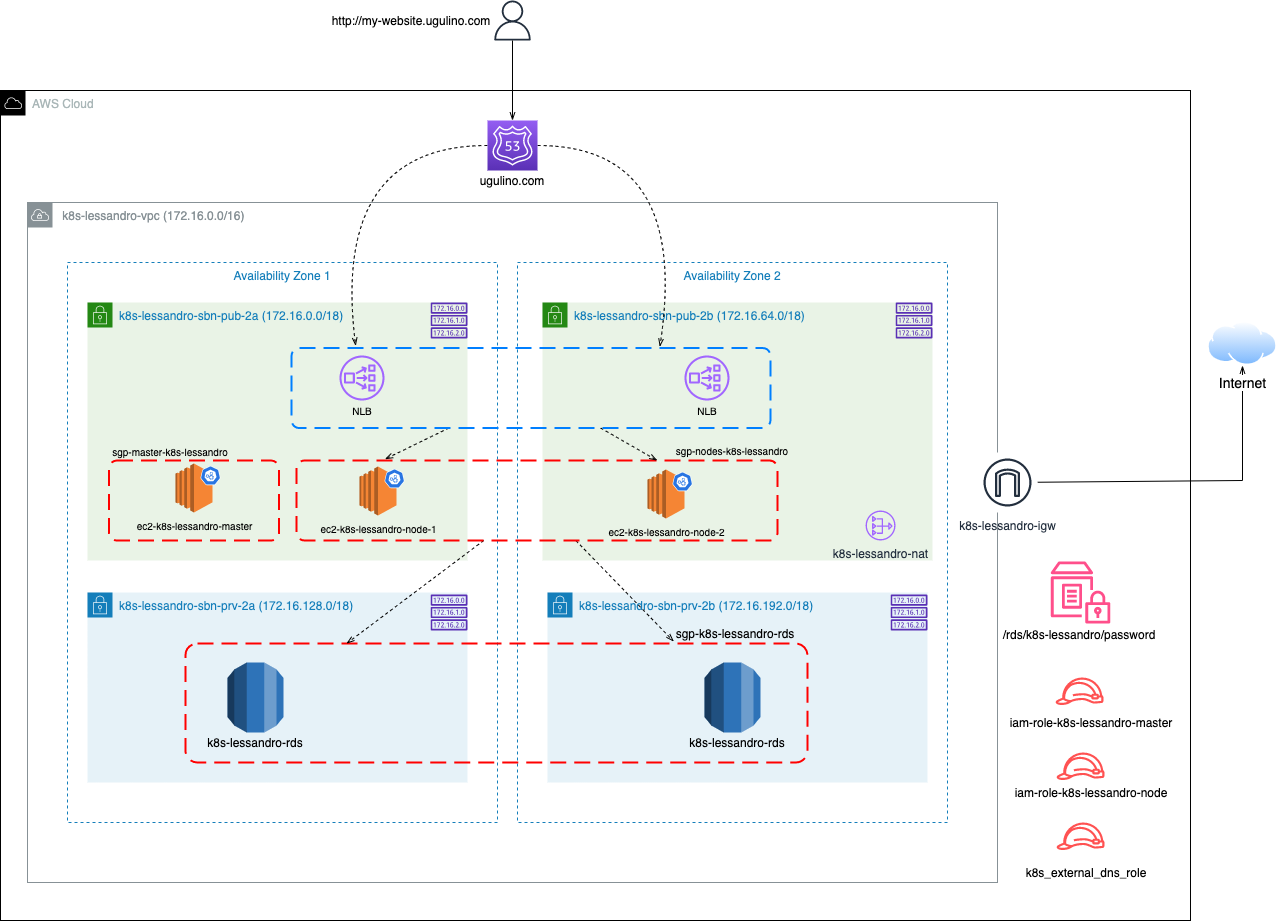 http://my-website.ugulino.com
AWS Cloud
53
ugulino.com
k8s-lessandro-vpc (172.16.0.0/16)
Availability Zone 1
Availability Zone 2
k8s-lessandro-sbn-pub-2a (172.16.0.0/18)
172.16.0.0
172.16.1.0
172.16.2.0
k8s-lessandro-sbn-pub-2b (172.16.64.0/18)
172.16.0.0
172.16.1.0
172.16.2.0
NLB
NLB
Internet
sgp-master-k8s-lessandro
sgp-nodes-k8s-lessandro
ec2-k8s-lessandro-master
ec2-k8s-lessandro-node-1
ec2-k8s-lessandro-node-2
k8s-lessandro-nat
k8s-lessandro-igw
k8s-lessandro-sbn-prv-2a (172.16.128.0/18)
172.16.0.0
172.16.1.0
172.16.2.0
k8s-lessandro-sbn-prv-2b (172.16.192.0/18)
172.16.0.0
172.16.1.0
172.16.2.0
sgp-k8s-lessandro-rds
/rds/k8s-lessandro/password
k8s-lessandro-rds
k8s-lessandro-rds
iam-role-k8s-lessandro-master
iam-role-k8s-lessandro-node
k8s_external_dns_role